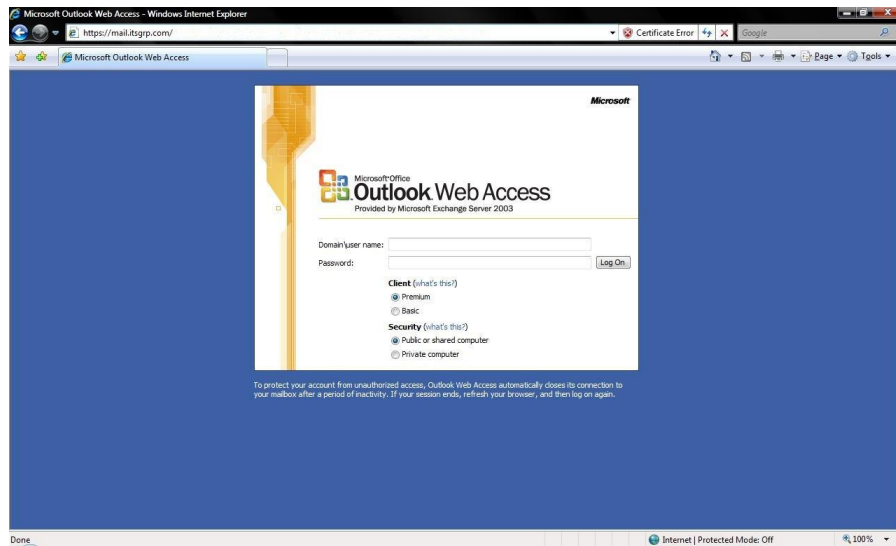 Microsoft Outlook Web Access - Windows Internet Explorer
https://mail.itsgrp.com/ Certificate Error Google
Microsoft Outlook Web Access Page Tools
Microsoft
Microsoft Office
Outlook Web Access
Provided by Microsoft Exchange Server 2003
Domain\user name:
Password: Log On
Client (what's this?)
Premium
Basic
Security (what's this?)
Public or shared computer
Private computer
To protect your account from unauthorized access, Outlook Web Access automatically closes its connection to
your mailbox after a period of inactivity. If your session ends, refresh your browser, and then log on again.
Done Internet | Protected Mode: Off 100%